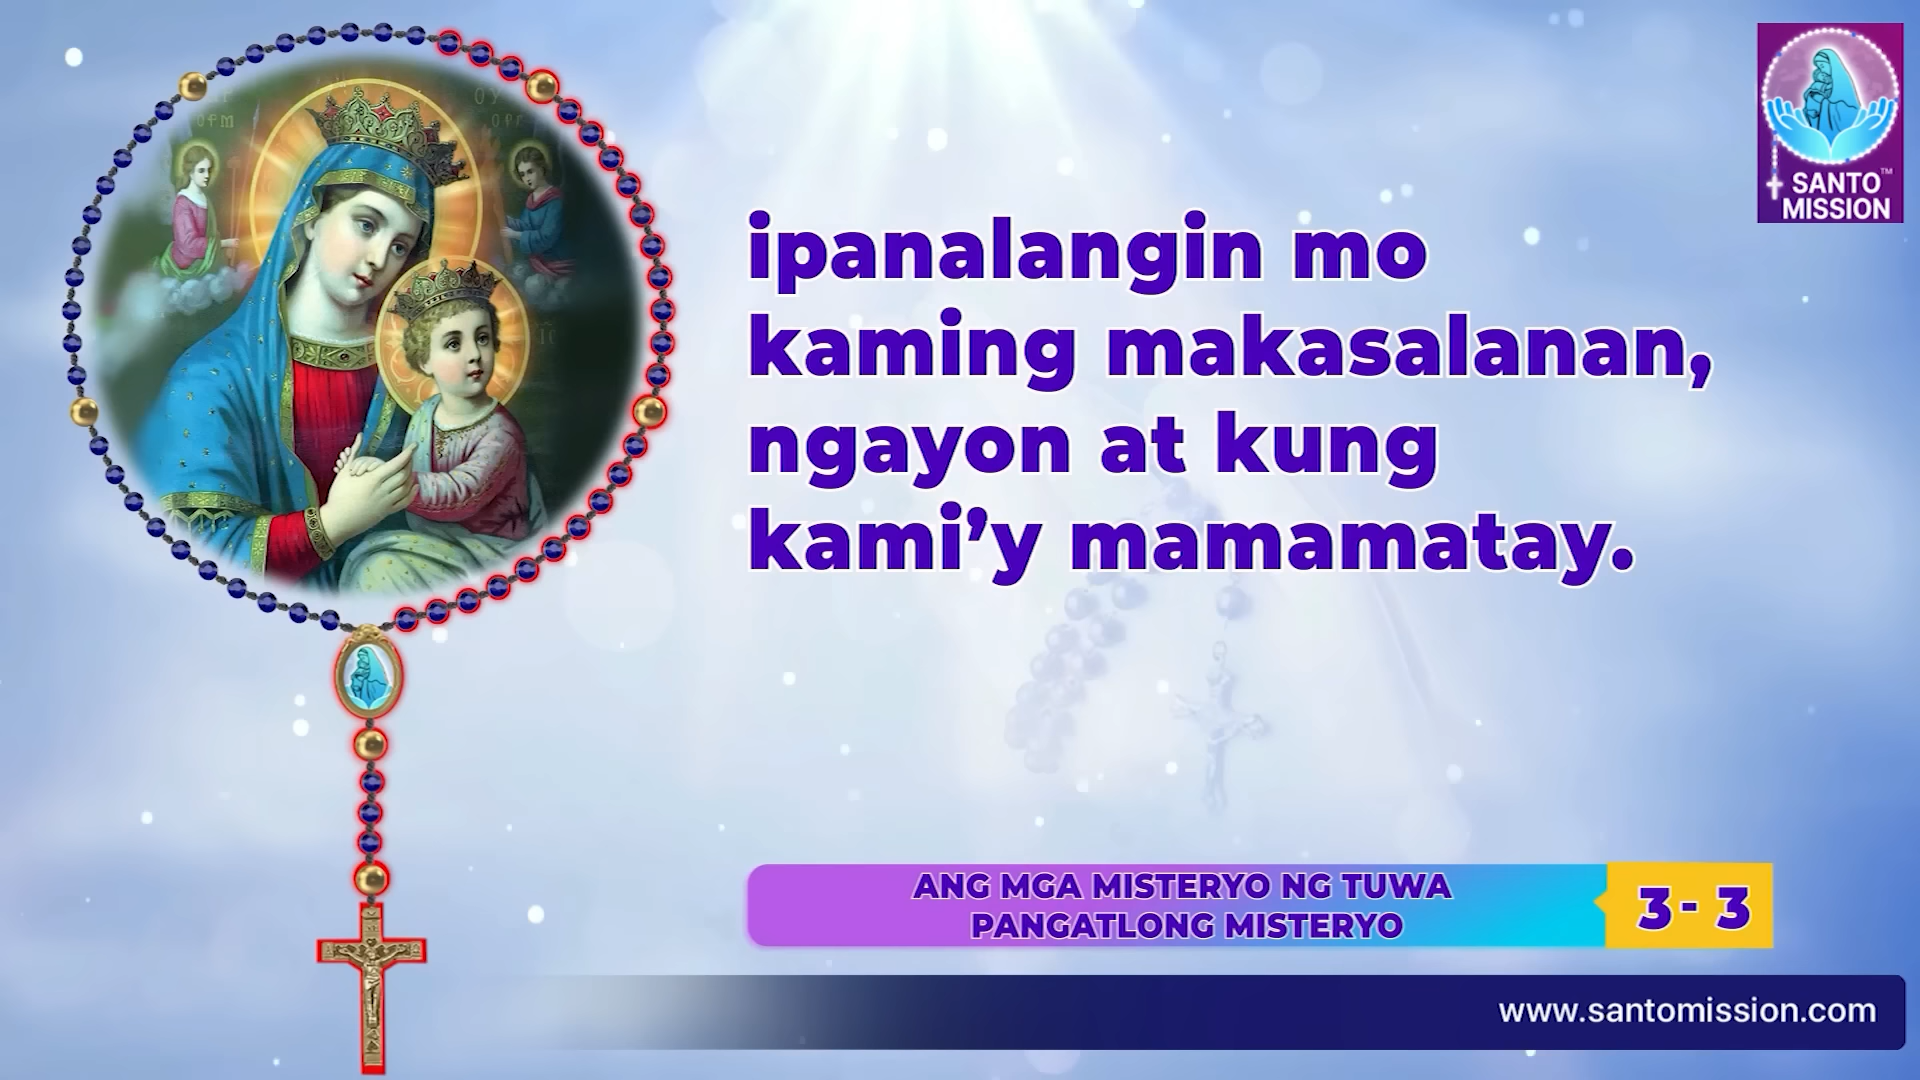 SANTO
MISSION
TM
ipanalangin mo
kaming makasalanan,
ngayon at kung
kami’y mamamatay.
ANG MGA MISTERYO NG TUWA
PANGATLONG MISTERYO
3 - 3
www.santomission.com